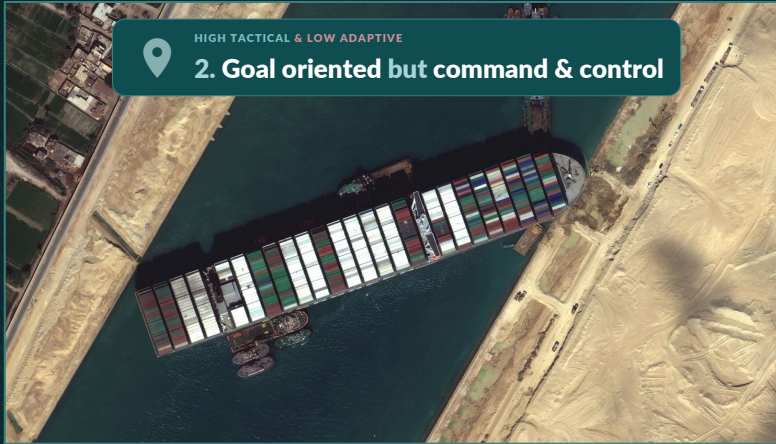 HIGH TACTICAL & LOW ADAPTIVE
2. Goal oriented but command & control